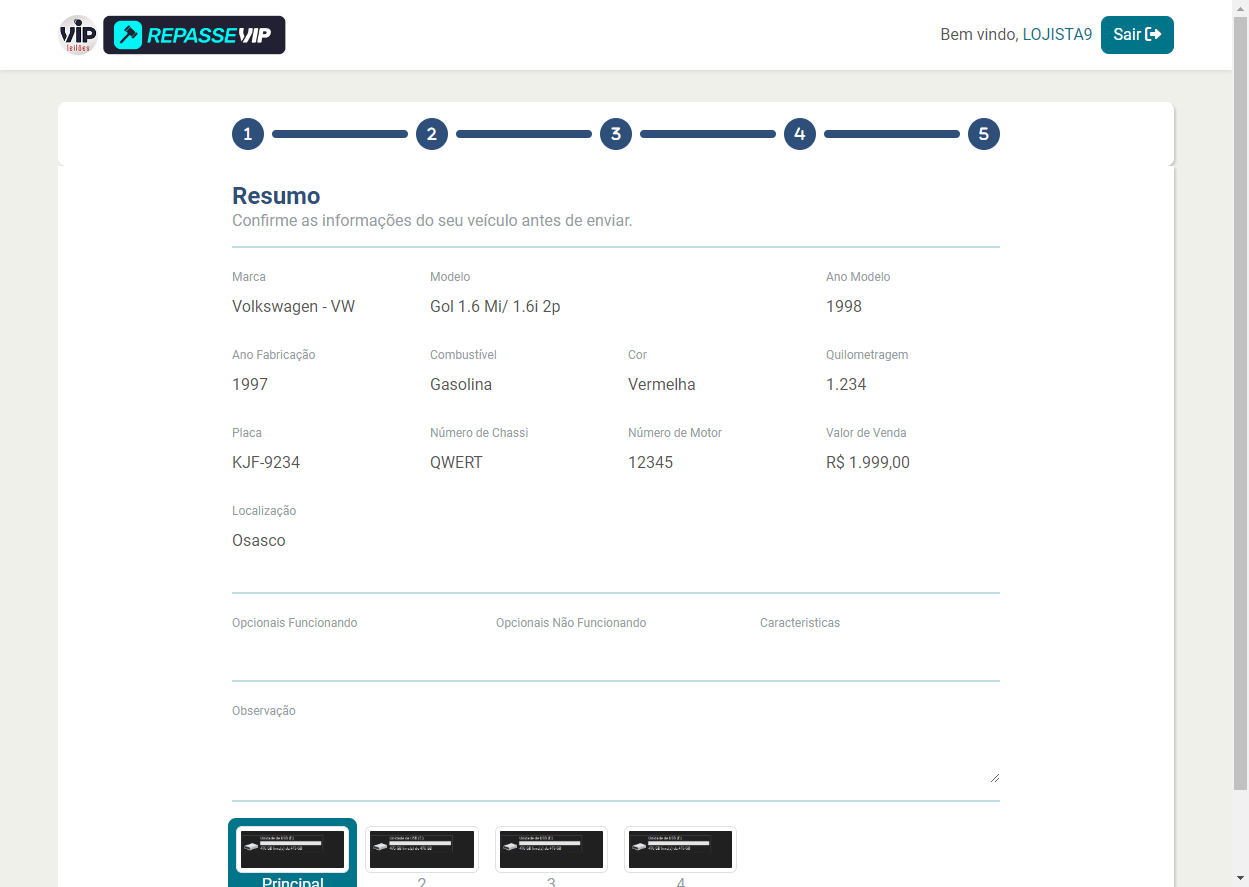 VIP
leilões
REPASSEVIP
Bem vindo, LOJISTA9
Sair
1
2
3
4
5
Resumo
Confirme as informações do seu veículo antes de enviar.
Marca
Modelo
Ano Modelo
Volkswagen - VW
Gol 1.6 Mi/ 1.6i 2p
1998
Ano Fabricação
Combustível
Cor
Quilometragem
1997
Gasolina
Vermelha
1.234
Placa
Número de Chassi
Número de Motor
Valor de Venda
KJF-9234
QWERT
12345
R$ 1.999,00
Localização
Osasco
Opcionais Funcionando
Opcionais Não Funcionando
Caracteristicas
Observação
Principal
2
3
4